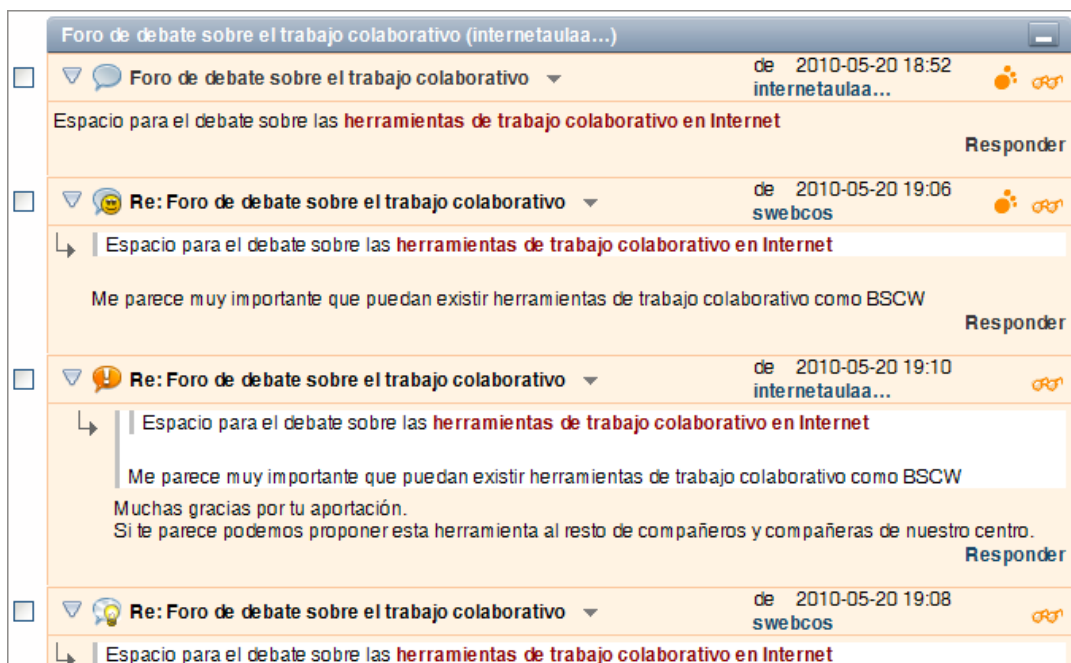 Foro de debate sobre el trabajo colaborativo (internetaulaa...)
Foro de debate sobre el trabajo colaborativo de 2010-05-20 18:52
internetaulaa...
Espacio para el debate sobre las herramientas de trabajo colaborativo en Internet
Responder
Re: Foro de debate sobre el trabajo colaborativo de 2010-05-20 19:06
swebcos
Espacio para el debate sobre las herramientas de trabajo colaborativo en Internet
Me parece muy importante que puedan existir herramientas de trabajo colaborativo como BSCW
Responder
Re: Foro de debate sobre el trabajo colaborativo de 2010-05-20 19:10
internetaulaa...
Espacio para el debate sobre las herramientas de trabajo colaborativo en Internet
Me parece muy importante que puedan existir herramientas de trabajo colaborativo como BSCW
Muchas gracias por tu aportación.
Si te parece podemos proponer esta herramienta al resto de compañeros y compañeras de nuestro centro.
Responder
Re: Foro de debate sobre el trabajo colaborativo de 2010-05-20 19:08
swebcos
Espacio para el debate sobre las herramientas de trabajo colaborativo en Internet